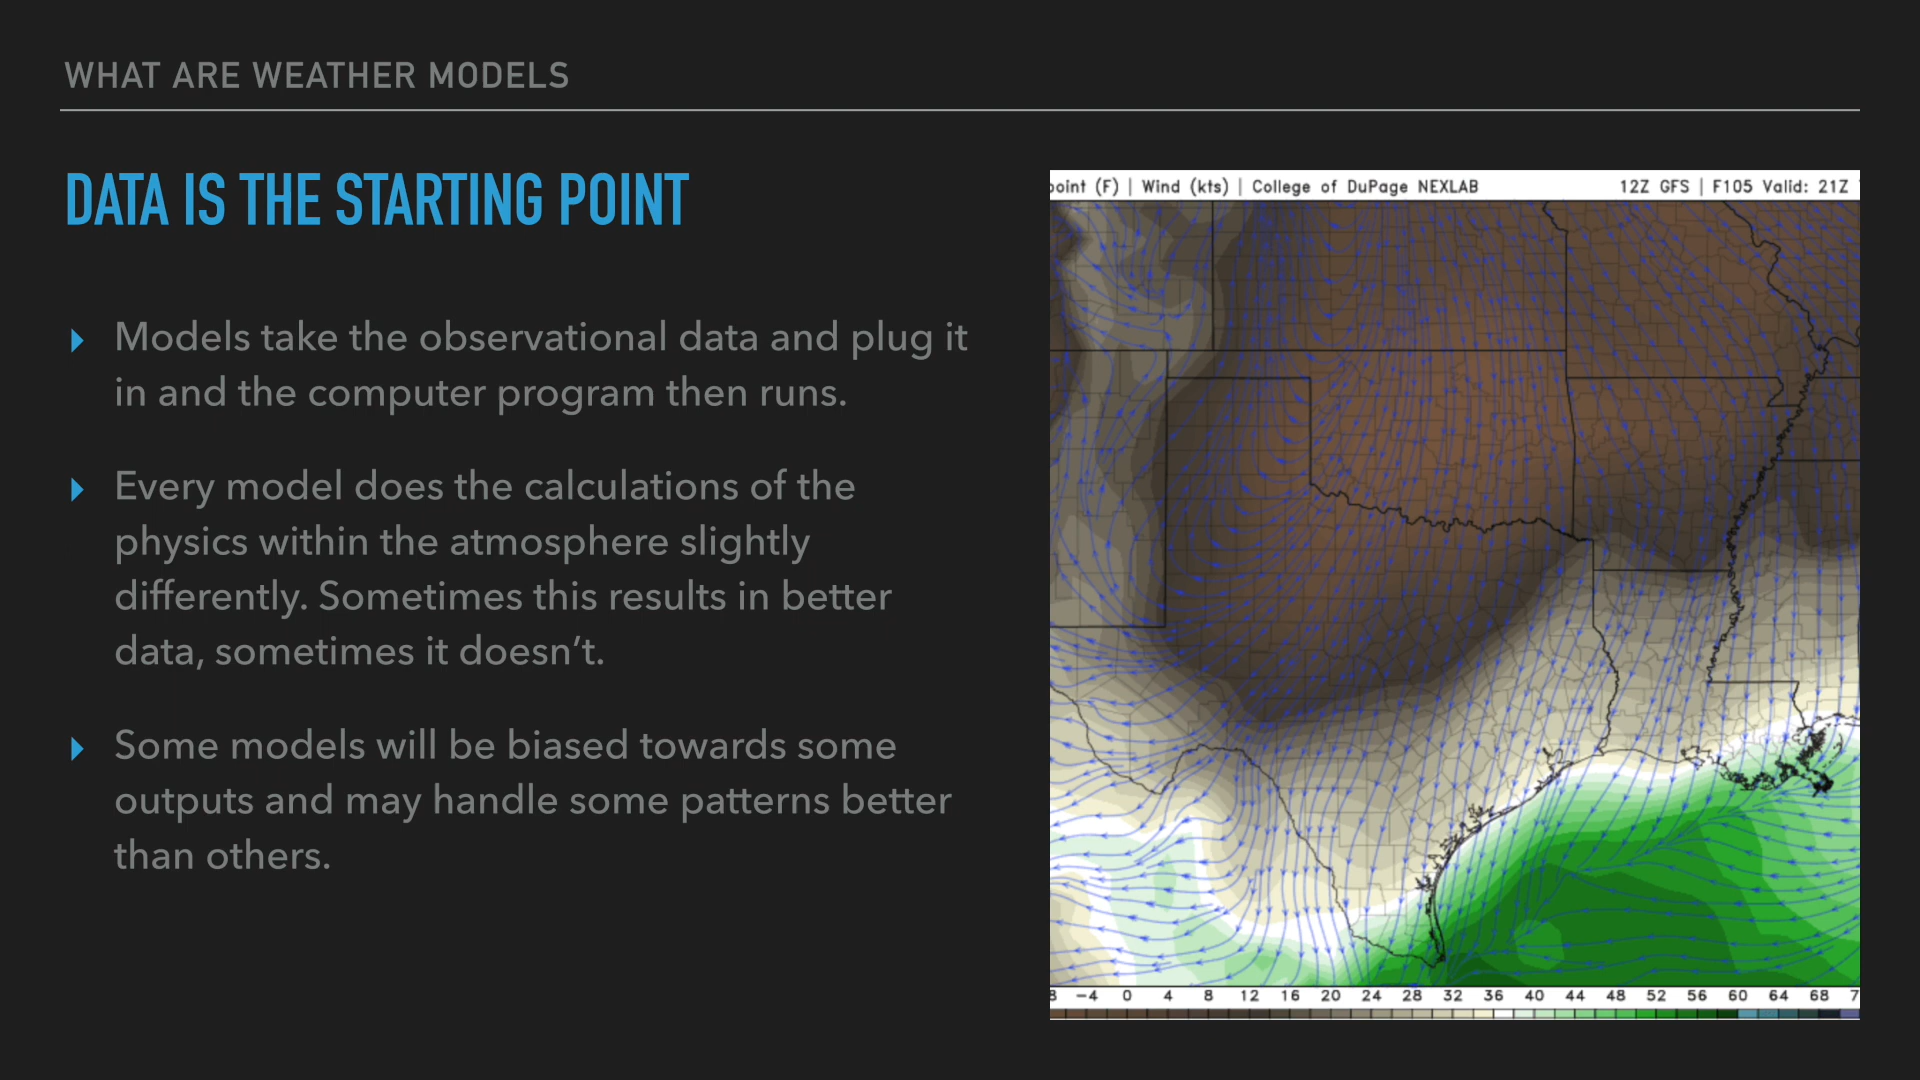 WHAT ARE WEATHER MODELS
DATA IS THE STARTING POINT
Models take the observational data and plug it
in and the computer program then runs.
Every model does the calculations of the
physics within the atmosphere slightly
differently. Sometimes this results in better
data, sometimes it doesn’t.
Some models will be biased towards some
outputs and may handle some patterns better
than others.
point (F) | Wind (kts) | College of DuPage NEXLAB 12Z GFS | F105 Valid: 21Z
8 −4 0 4 8 12 16 20 24 28 32 36 40 44 48 52 56 60 64 68 7